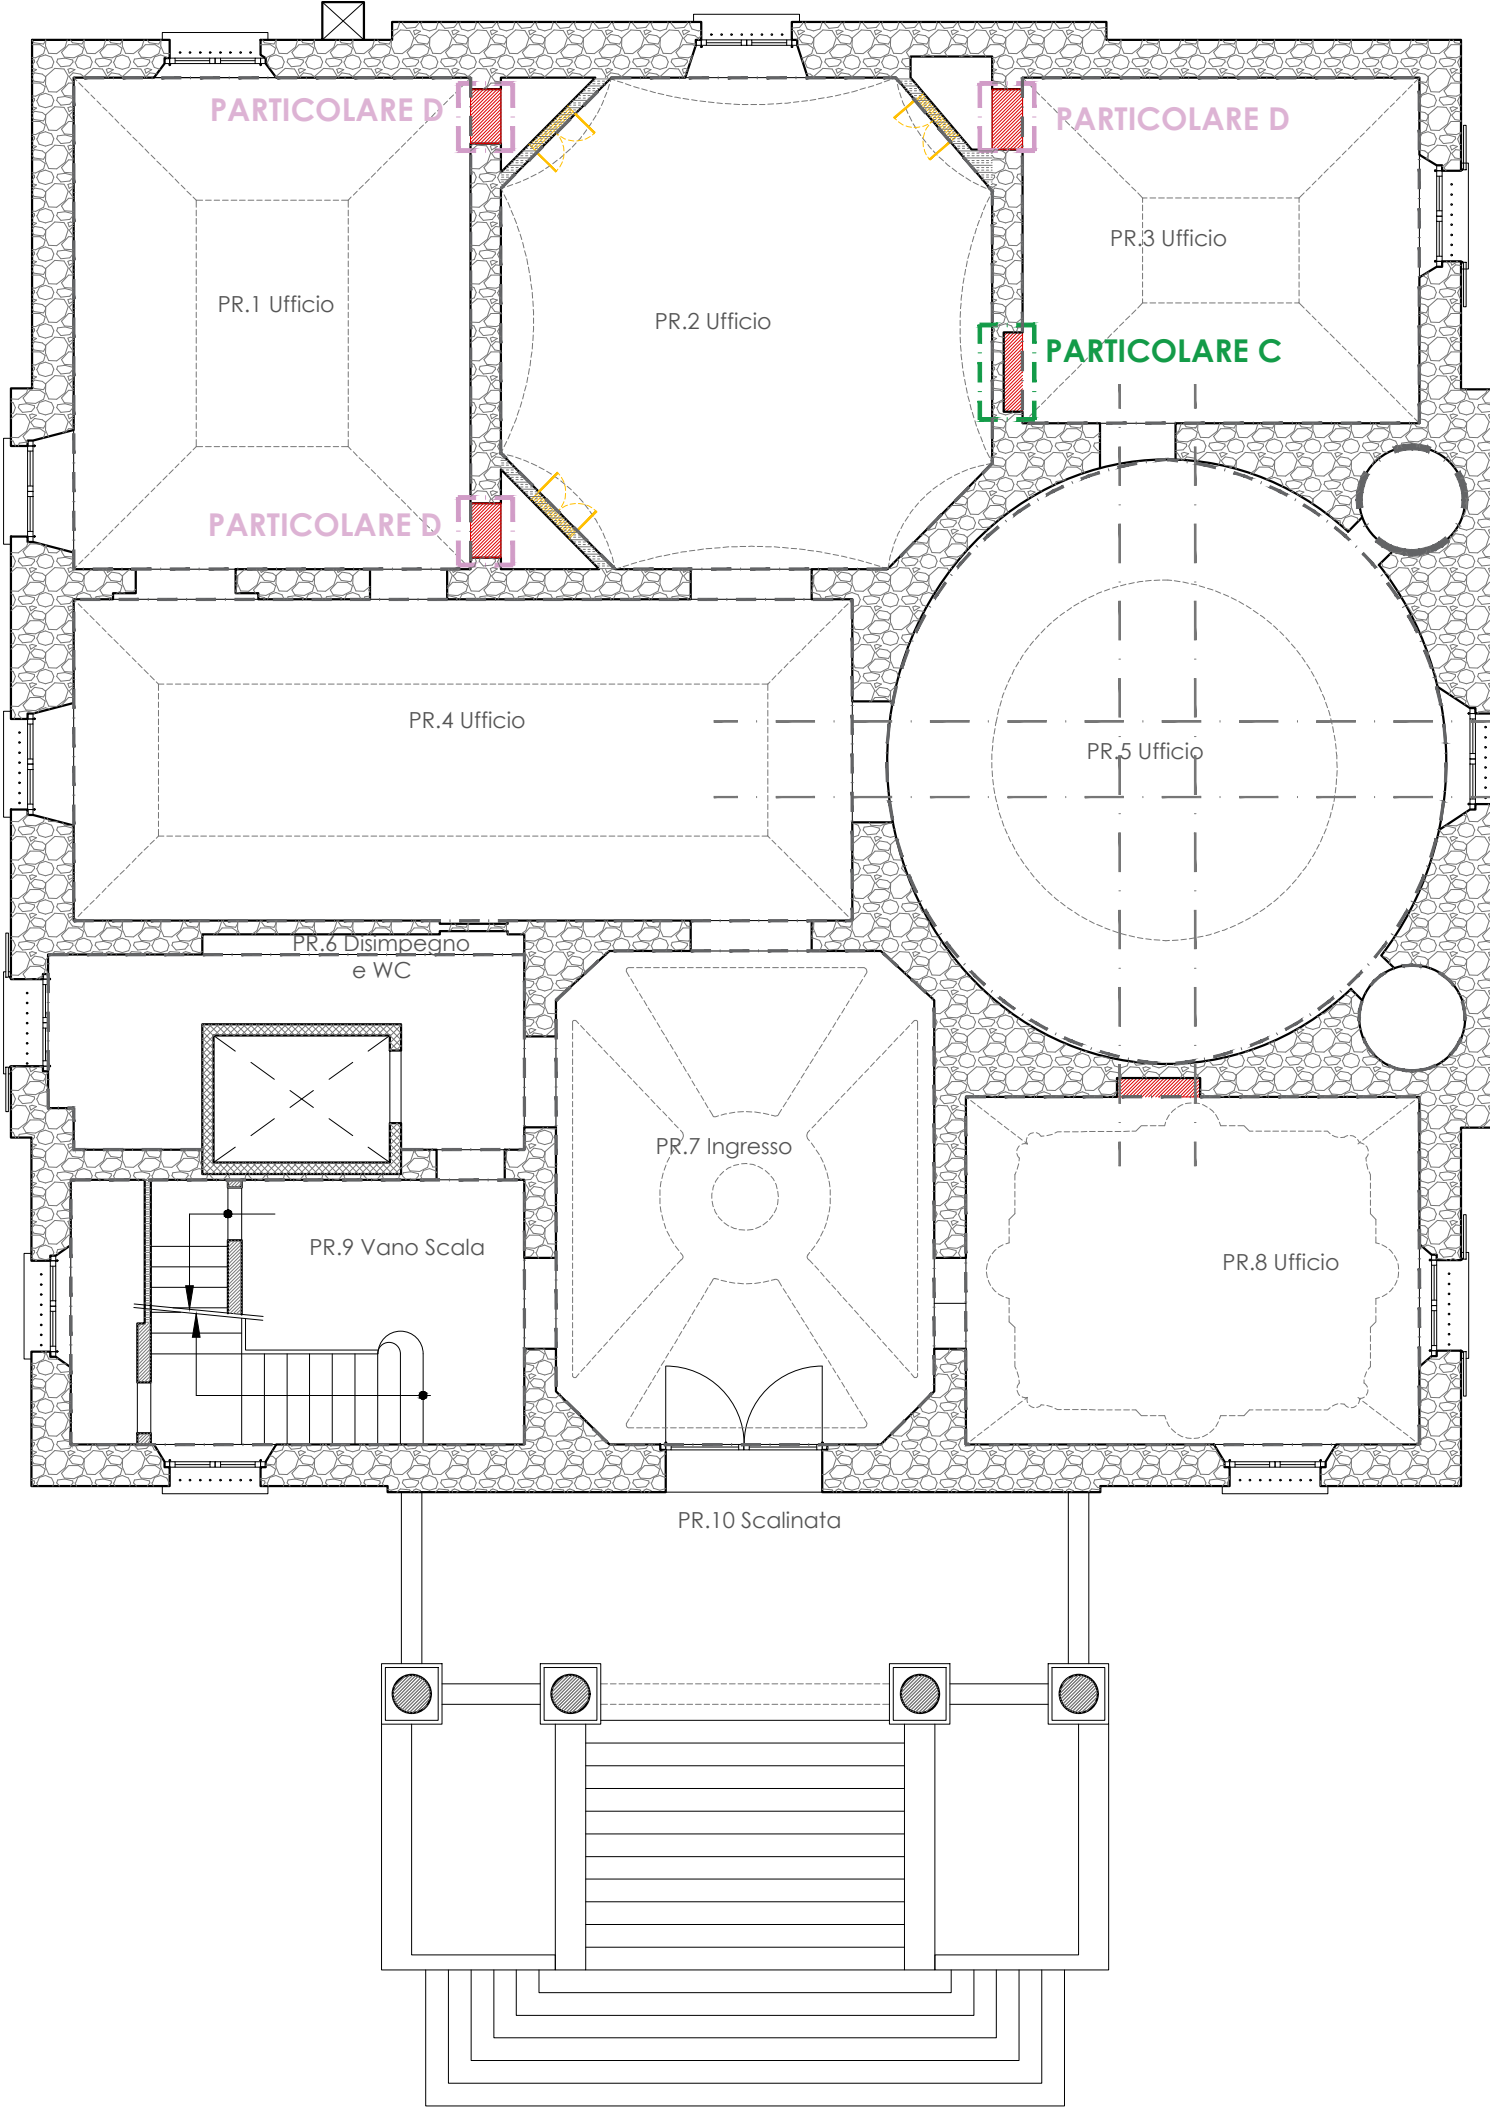 PARTICOLARE D
PARTICOLARE D
PR.3 Ufficio
PR.1 Ufficio
PR.2 Ufficio
PARTICOLARE C
PARTICOLARE D
PR.4 Ufficio
PR.5 Ufficio
PR.6 Disimpegno
e WC
PR.7 Ingresso
PR.9 Vano Scala
PR.8 Ufficio
PR.10 Scalinata